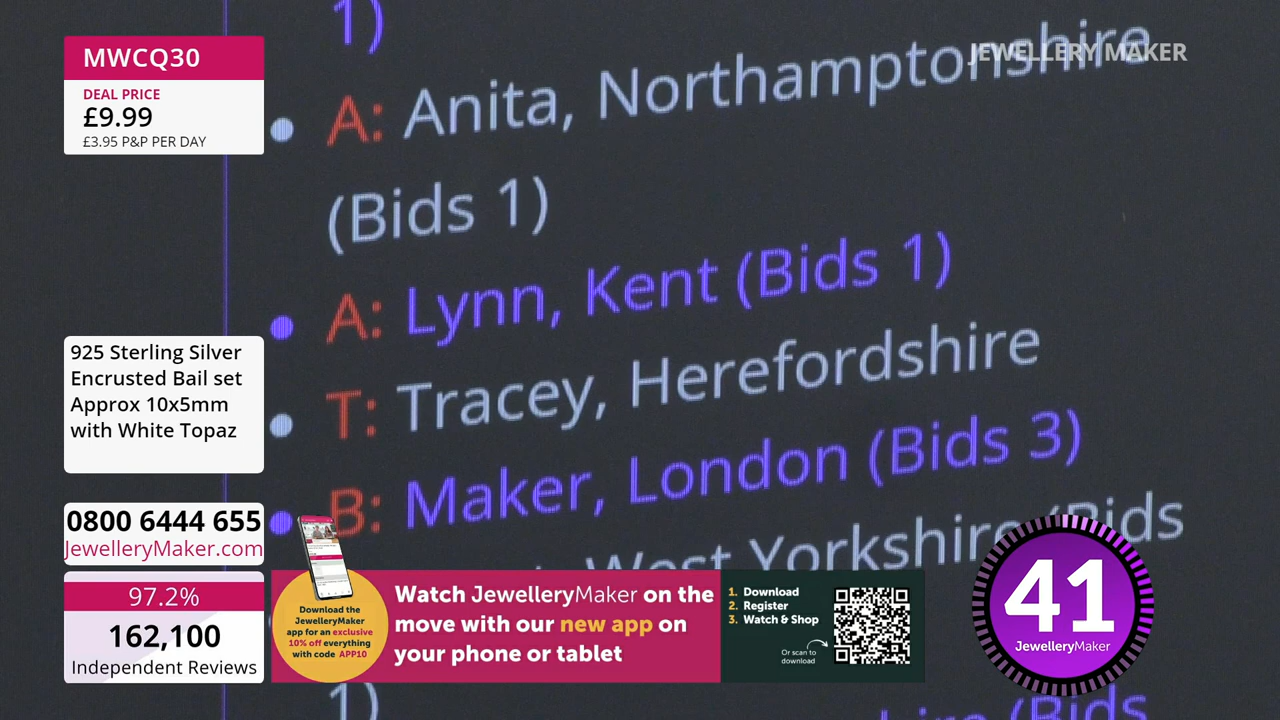 MWCQ30
DEAL PRICE
£9.99
£3.95 P&P PER DAY
JEWELLERY MAKER
1)
A: Anita, Northamptonshire
(Bids 1)
A: Lynn, Kent (Bids 1)
T: Tracey, Herefordshire
B: Maker, London (Bids 3)
West Yorkshire (Bids
1)
(Bids
925 Sterling Silver
Encrusted Bail set
Approx 10x5mm
with White Topaz
0800 6444 655
JewelleryMaker.com
97.2%
162,100
Independent Reviews
Download the
JewelleryMaker
app for an exclusive
10% off everything
with code APP10
Watch JewelleryMaker on the
move with our new app on
your phone or tablet
1. Download
2. Register
3. Watch & Shop
Or scan to
download
41
JewelleryMaker